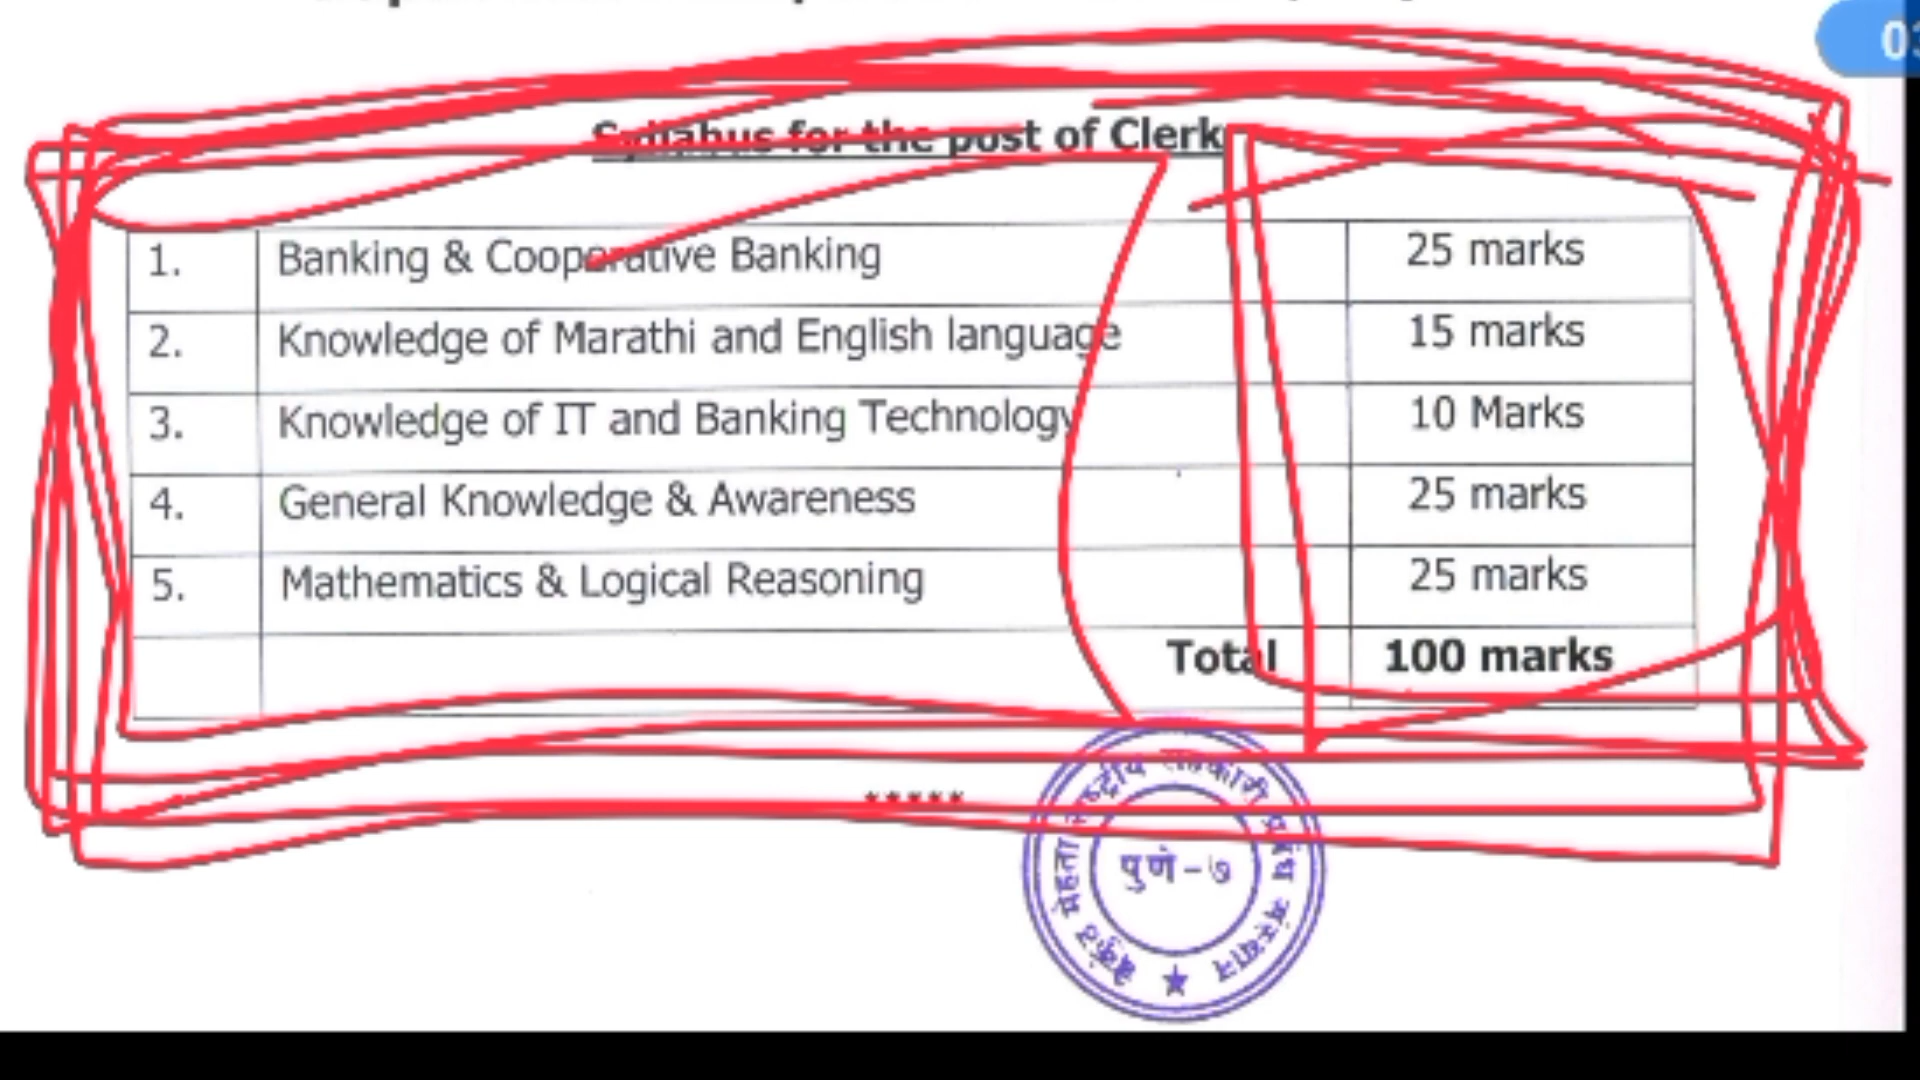 Syllabus for the post of Clerk
1. Banking & Cooperative Banking 25 marks
2. Knowledge of Marathi and English language 15 marks
3. Knowledge of IT and Banking Technology 10 Marks
4. General Knowledge & Awareness 25 marks
5. Mathematics & Logical Reasoning 25 marks
Total 100 marks
*****
पुणे - ७